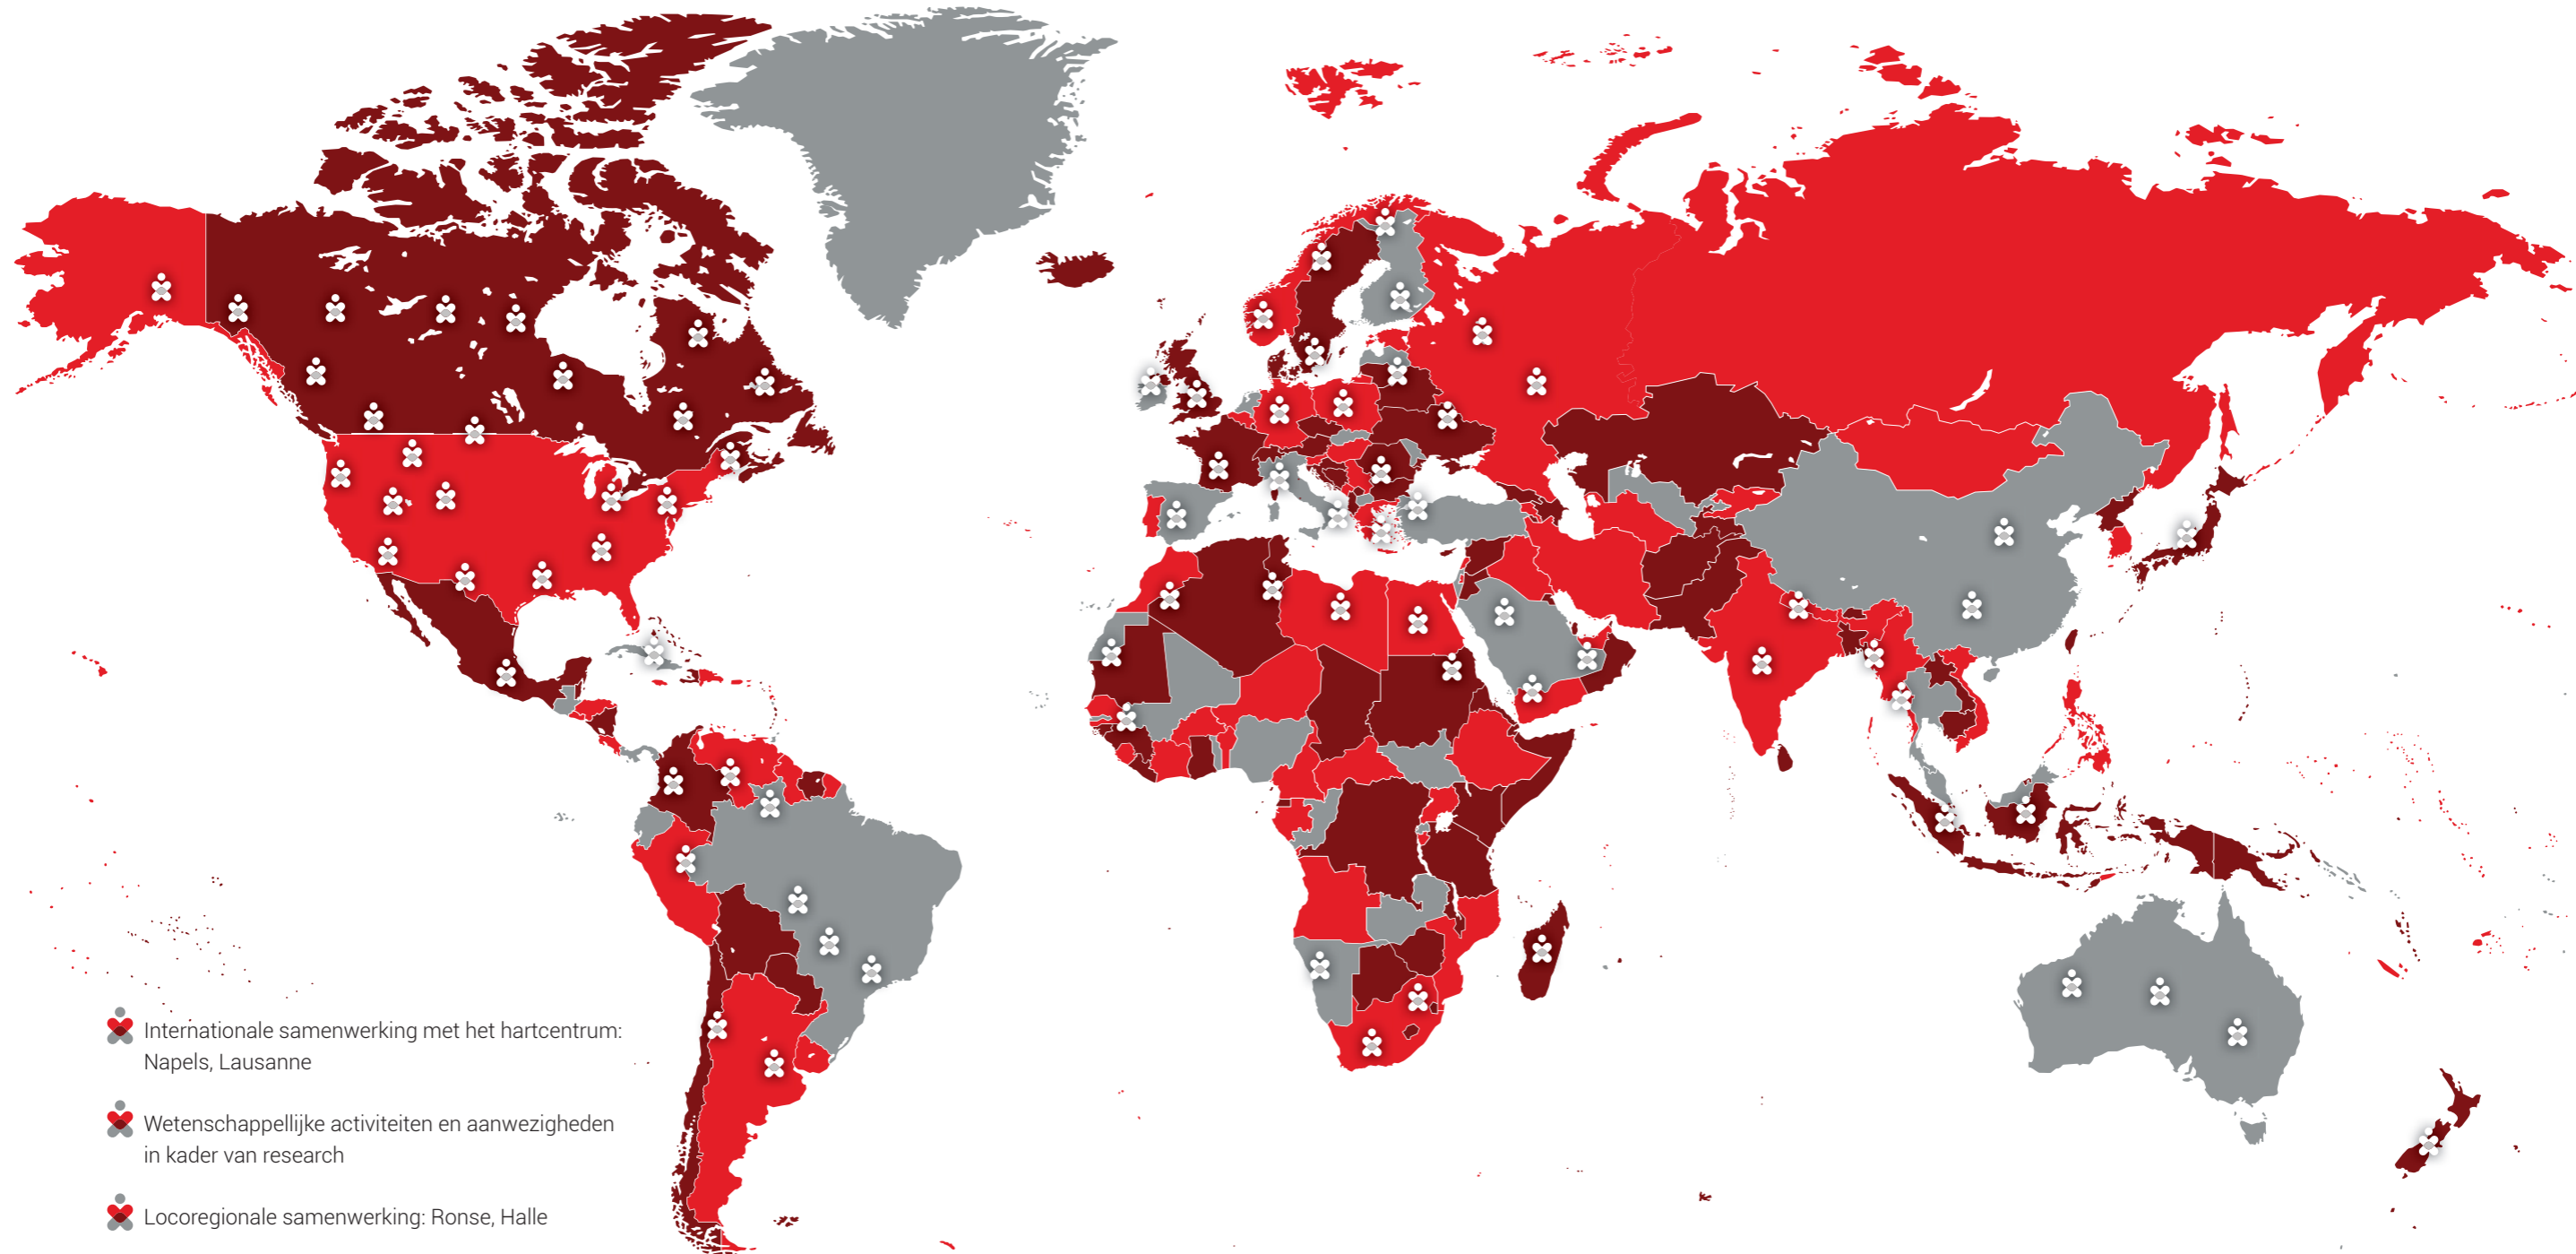 Internationale samenwerking met het hartcentrum:
Napels, Lausanne
Wetenschappellijke activiteiten en aanwezigheden
in kader van research
Locoregionale samenwerking: Ronse, Halle